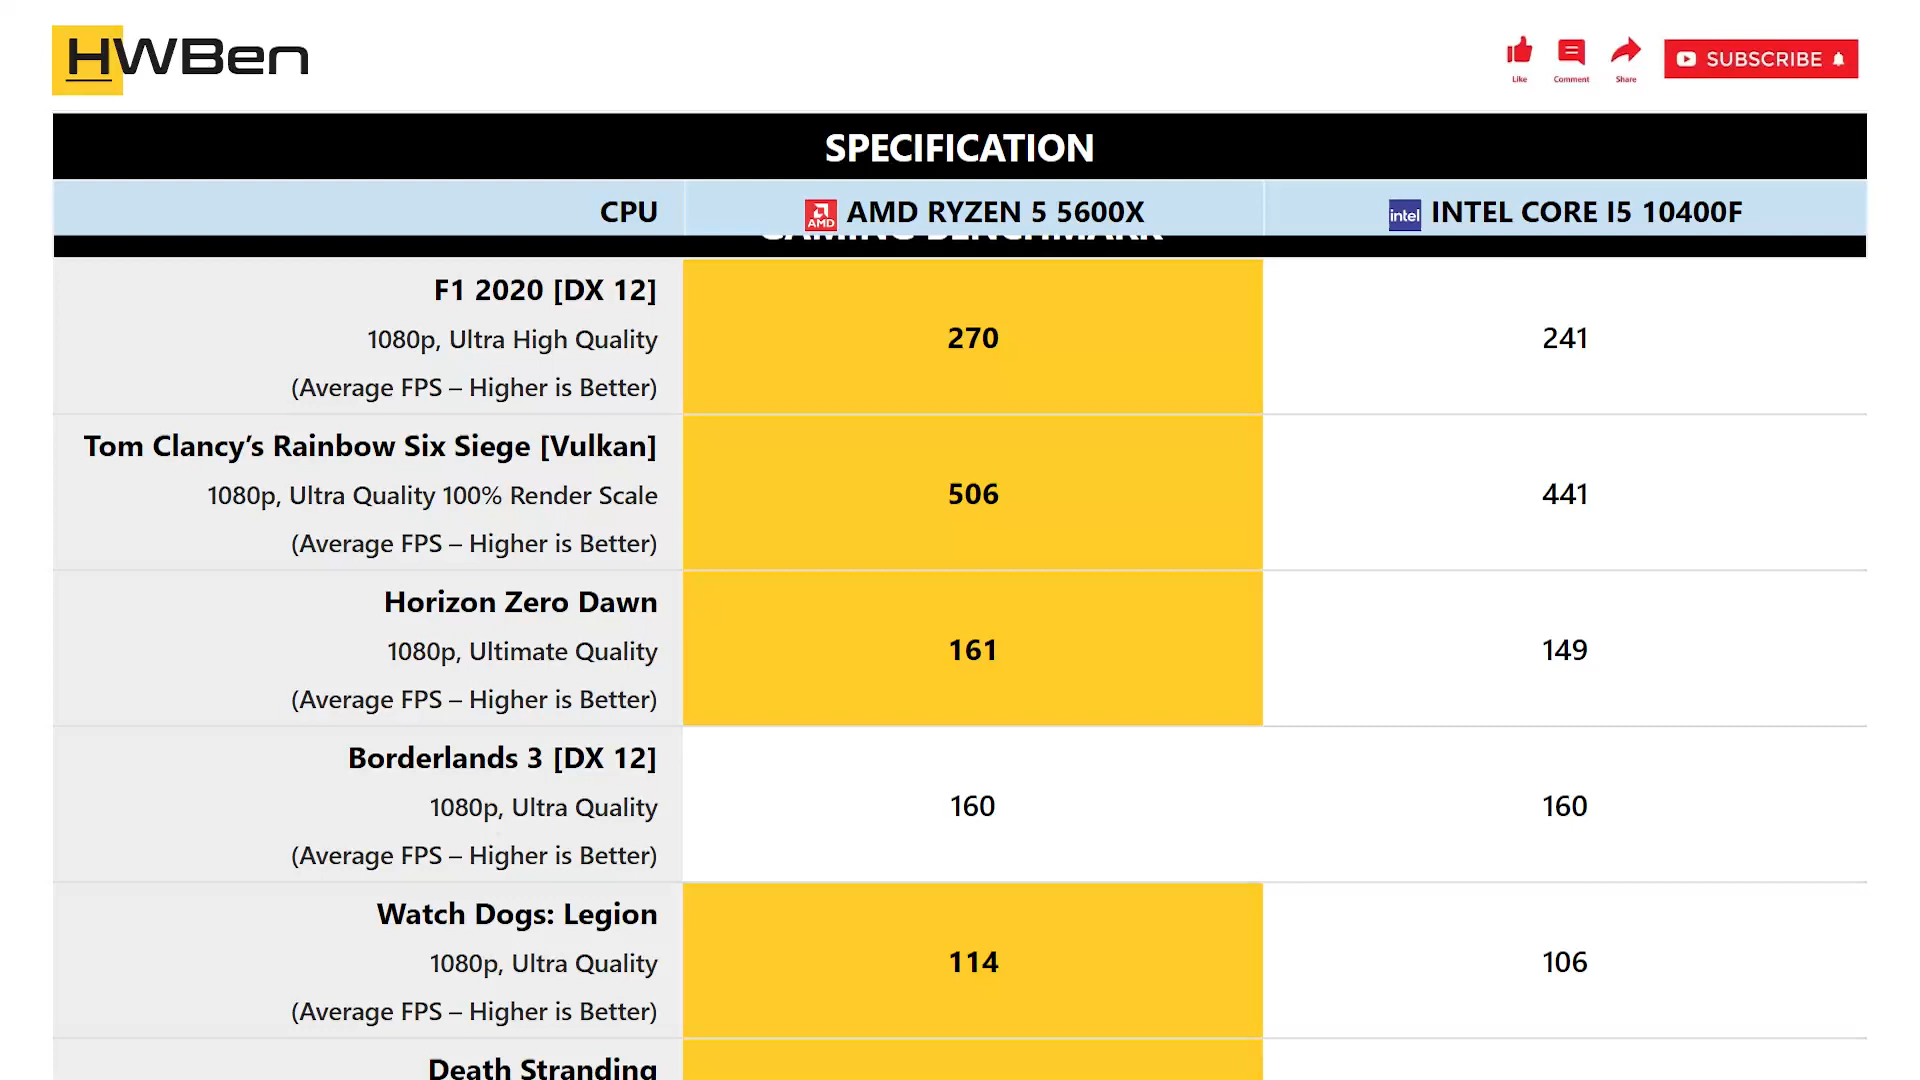 HWBen
Like
Comment
Share
SUBSCRIBE
SPECIFICATION
CPU
AMD
AMD RYZEN 5 5600X
intel
INTEL CORE I5 10400F
GAMING BENCHMARK
F1 2020 [DX 12]
1080p, Ultra High Quality
(Average FPS – Higher is Better)
270
241
Tom Clancy’s Rainbow Six Siege [Vulkan]
1080p, Ultra Quality 100% Render Scale
(Average FPS – Higher is Better)
506
441
Horizon Zero Dawn
1080p, Ultimate Quality
(Average FPS – Higher is Better)
161
149
Borderlands 3 [DX 12]
1080p, Ultra Quality
(Average FPS – Higher is Better)
160
160
Watch Dogs: Legion
1080p, Ultra Quality
(Average FPS – Higher is Better)
114
106
Death Stranding